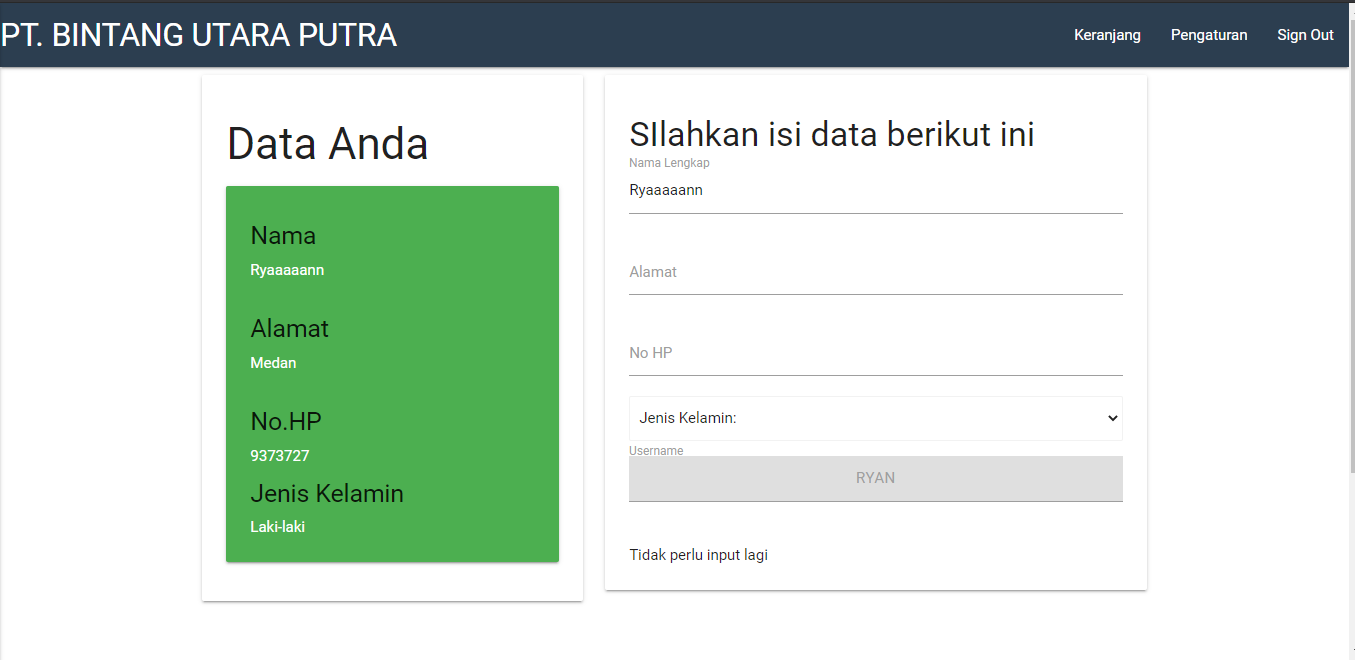 PT. BINTANG UTARA PUTRA
Keranjang Pengaturan Sign Out
Data Anda
Nama
Ryaaaaann
Alamat
Medan
No.HP
9373727
Jenis Kelamin
Laki-laki
SIlahkan isi data berikut ini
Nama Lengkap
Ryaaaaann
Alamat
No HP
Jenis Kelamin:
Username
RYAN
Tidak perlu input lagi